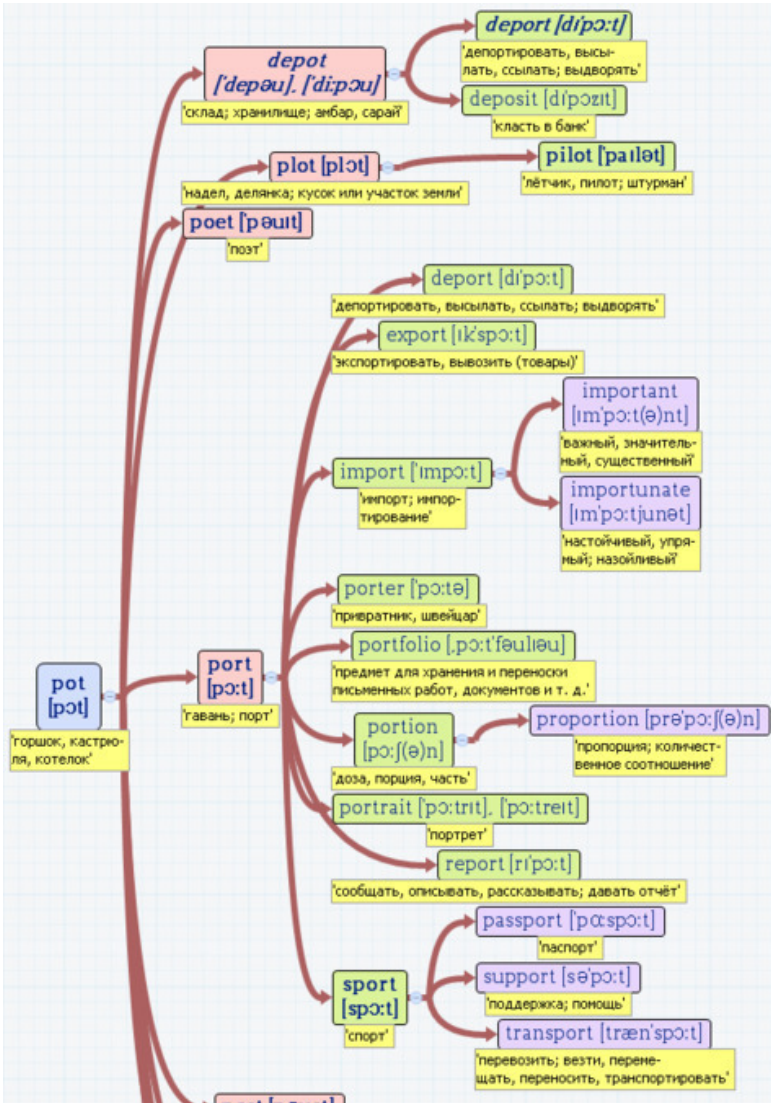 deport [dɪ'pɔ:t]
'депортировать, высы-
лать, ссылать; выдворять'
depot
['depəu], ['di:pɔu]
'склад; хранилище; амбар, сарай'
deposit [dɪ'pɔzɪt]
'класть в банк'
plot [plɔt]
'надел, делянка; кусок или участок земли'
pilot ['paɪlət]
'лётчик, пилот; штурман'
poet ['pəuɪt]
'поэт'
deport [dɪ'pɔ:t]
'депортировать, высылать, ссылать; выдворять'
export [ɪk'spɔ:t]
'экспортировать, вывозить (товары)'
important
[ɪm'pɔ:t(ə)nt]
'важный, значитель-
ный, существенный'
import ['ɪmpɔ:t]
'импорт; импор-
тирование'
importunate
[ɪm'pɔ:tjunət]
'настойчивый, упря-
мый; назойливый'
porter ['pɔ:tə]
'привратник, швейцар'
portfolio [ˌpɔ:t'fəulɪəu]
'предмет для хранения и переноски
письменных работ, документов и т. д.'
pot
[pɔt]
'горшок, кастрю-
ля, котелок'
port
[pɔ:t]
'гавань; порт'
portion
[pɔ:ʃ(ə)n]
'доза, порция, часть'
proportion [prə'pɔ:ʃ(ə)n]
'пропорция; количест-
венное соотношение'
portrait ['pɔ:trɪt], ['pɔ:treɪt]
'портрет'
report [rɪ'pɔ:t]
'сообщать, описывать, рассказывать; давать отчёт'
passport ['pɑ:spɔ:t]
'паспорт'
sport
[spɔ:t]
'спорт'
support [sə'pɔ:t]
'поддержка; помощь'
transport [træn'spɔ:t]
'перевозить; везти, переме-
щать, переносить, транспортировать'